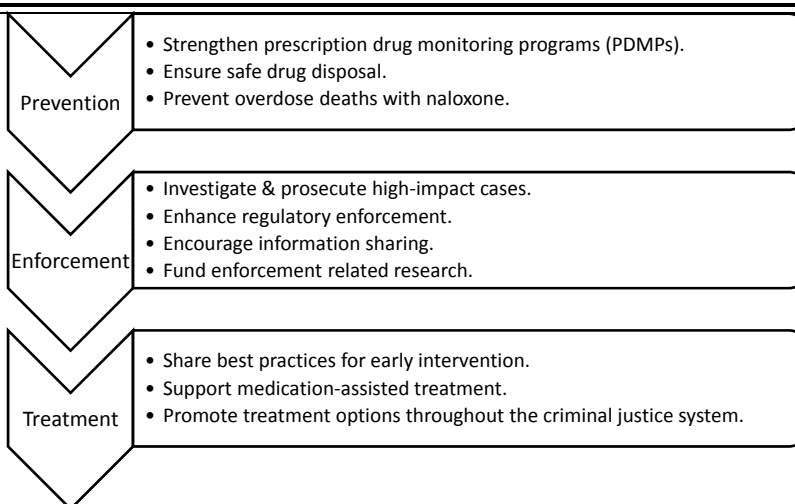 Prevention
• Strengthen prescription drug monitoring programs (PDMPs).
• Ensure safe drug disposal.
• Prevent overdose deaths with naloxone.
Enforcement
• Investigate & prosecute high-impact cases.
• Enhance regulatory enforcement.
• Encourage information sharing.
• Fund enforcement related research.
Treatment
• Share best practices for early intervention.
• Support medication-assisted treatment.
• Promote treatment options throughout the criminal justice system.